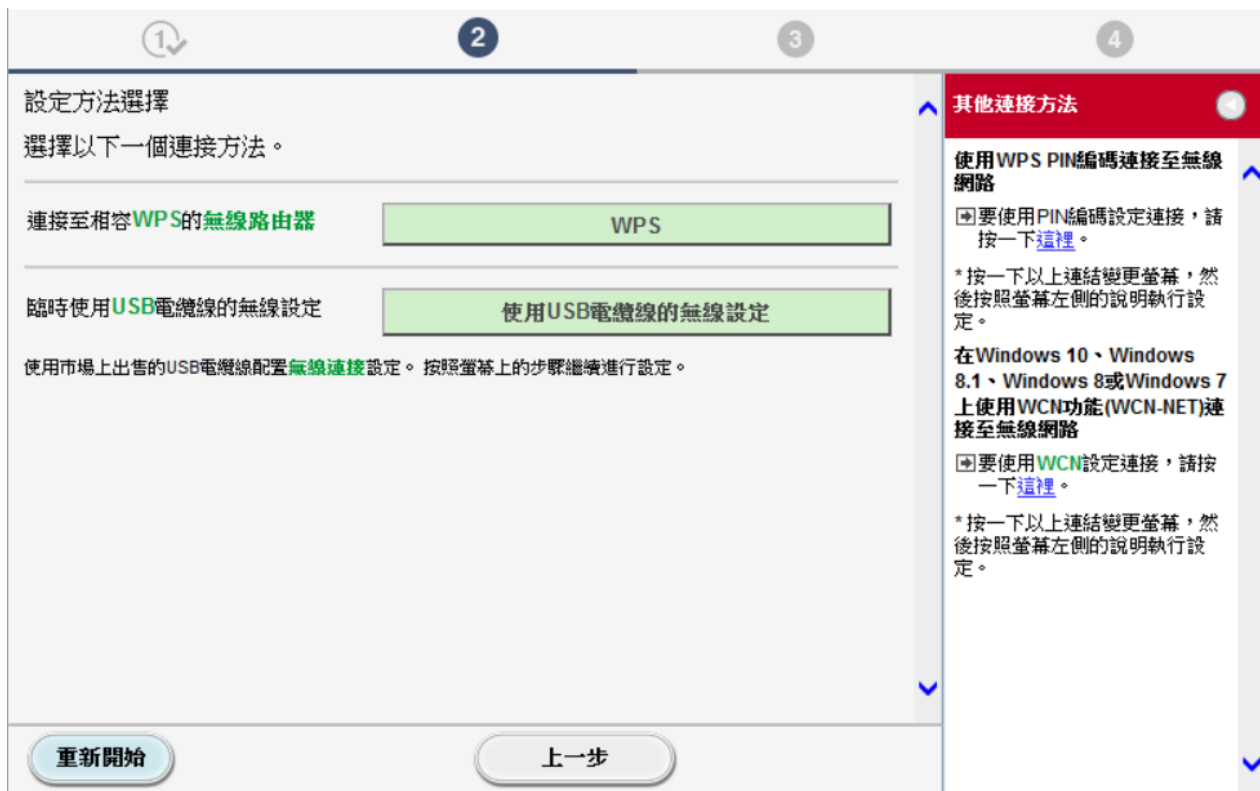 1
2
3
4
設定方法選擇
選擇以下一個連接方法。
連接至相容WPS的無線路由器
WPS
臨時使用USB電纜線的無線設定
使用USB電纜線的無線設定
使用市場上出售的USB電纜線配置無線連接設定。按照螢幕上的步驟繼續進行設定。
重新開始
上一步
其他連接方法
使用WPS PIN編碼連接至無線
網路
要使用PIN編碼設定連接，請
按一下這裡。
*按一下以上連結變更螢幕，然
後按照螢幕左側的說明執行設
定。
在Windows 10、Windows
8.1、Windows 8或Windows 7
上使用WCN功能(WCN-NET)連
接至無線網路
要使用WCN設定連接，請按
一下這裡。
*按一下以上連結變更螢幕，然
後按照螢幕左側的說明執行設
定。